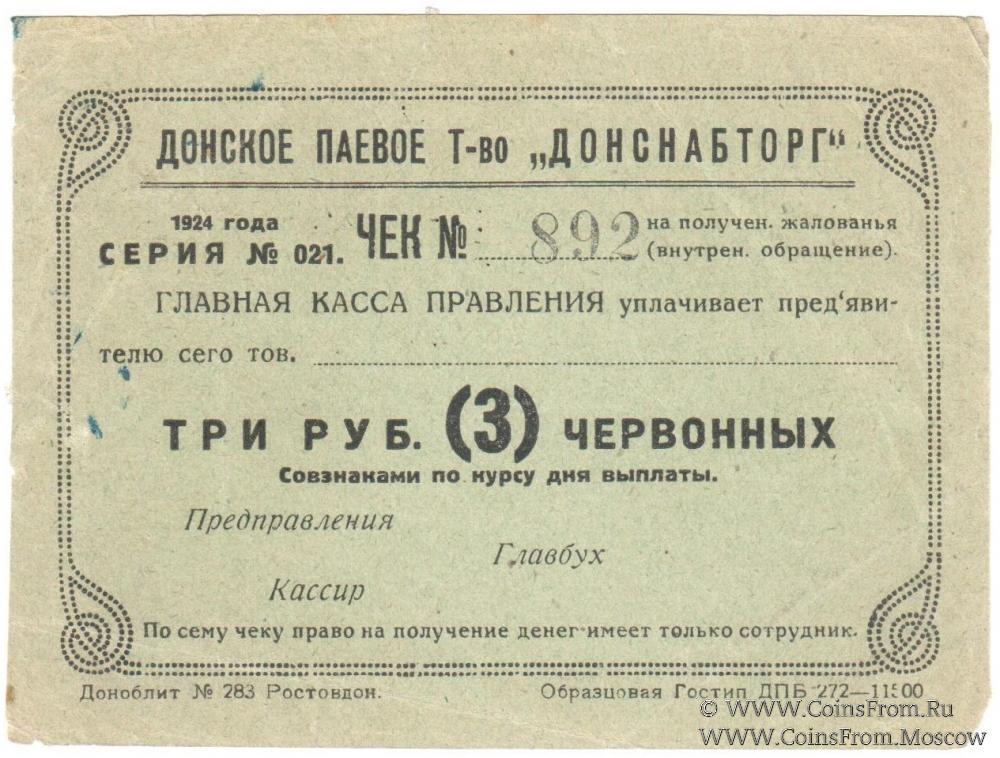 ДОНСКОЕ ПАЕВОЕ Т-во „ДОНСНАБТОРГ“
1924 года
СЕРИЯ № 021. ЧЕК № 892 на получен. жалованья
(внутрен. обращение).
ГЛАВНАЯ КАССА ПРАВЛЕНИЯ уплачивает пред‘яви-
телю сего тов.
ТРИ РУБ. (3) ЧЕРВОННЫХ
Совзнаками по курсу дня выплаты.
Предправления
Главбух
Кассир
По сему чеку право на получение денег имеет только сотрудник.
Доноблит № 283 Ростовдон. Образцовая Гостип ДПБ 272—11500
© WWW.CoinsFrom.Ru
WWW.CoinsFrom.Moscow